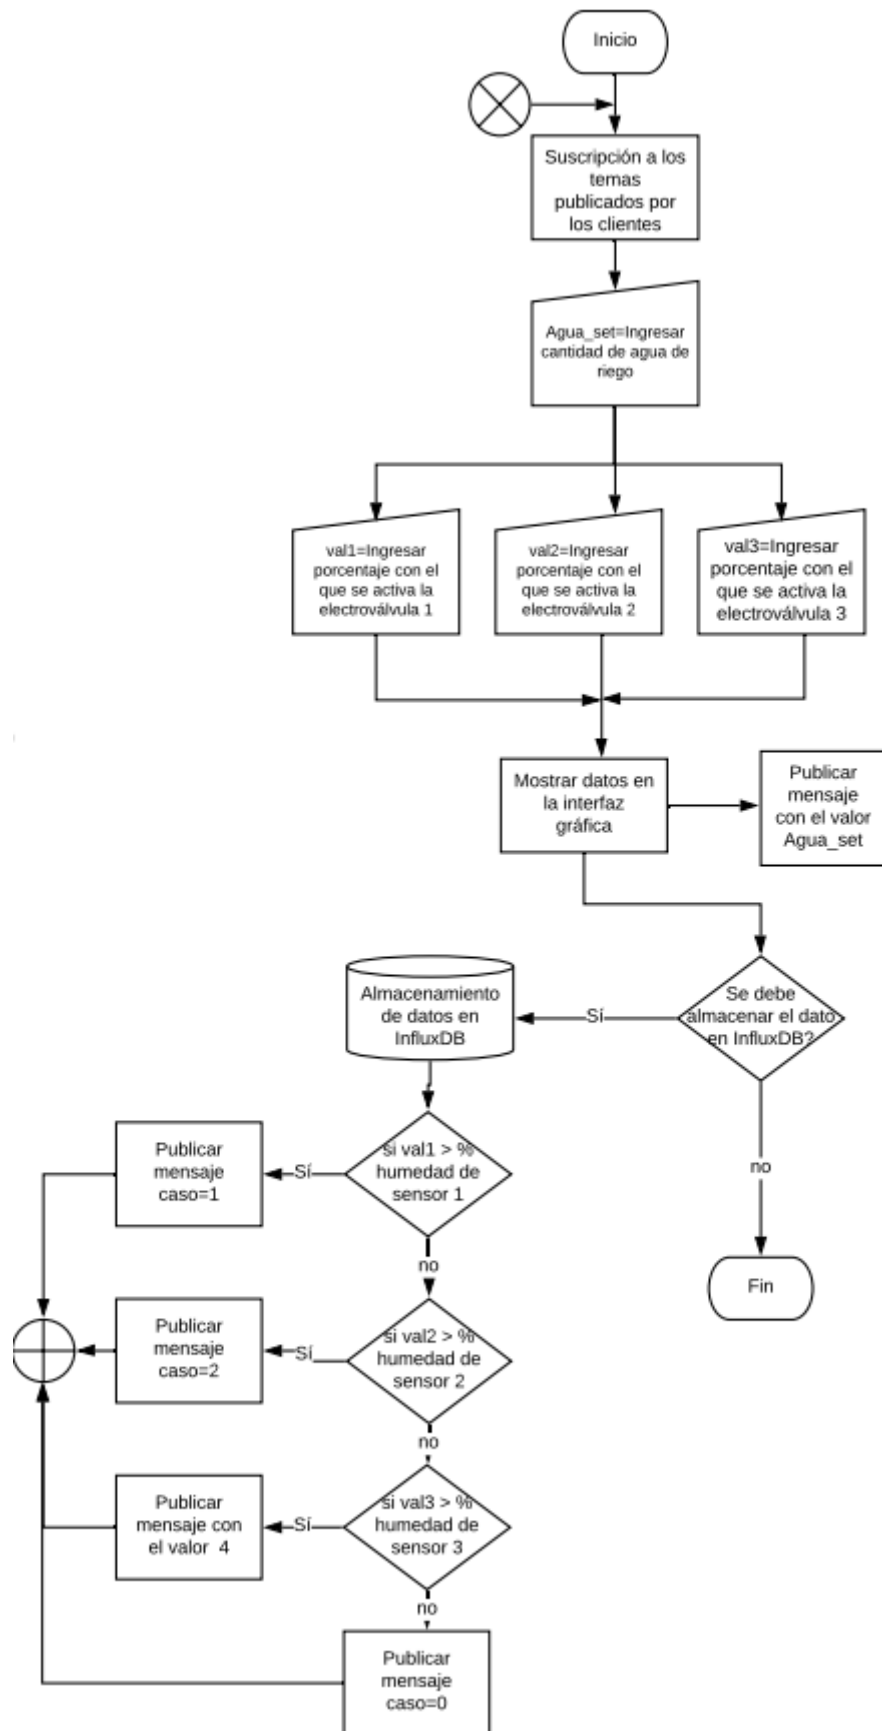 Inicio
Suscripción a los
temas
publicados por
los clientes
Agua_set=Ingresar
cantidad de agua de
riego
val1=Ingresar
porcentaje con el
que se activa la
electroválvula 1
val2=Ingresar
porcentaje con el
que se activa la
electroválvula 2
val3=Ingresar
porcentaje con el
que se activa la
electroválvula 3
Mostrar datos en
la interfaz
gráfica
Publicar
mensaje
con el valor
Agua_set
Se debe
almacenar el dato
en InfluxDB?
Sí
Almacenamiento
de datos en
InfluxDB
no
Fin
si val1 > %
humedad de
sensor 1
Sí
Publicar
mensaje
caso=1
no
si val2 > %
humedad de
sensor 2
Sí
Publicar
mensaje
caso=2
no
si val3 > %
humedad de
sensor 3
Sí
Publicar
mensaje con
el valor 4
no
Publicar
mensaje
caso=0